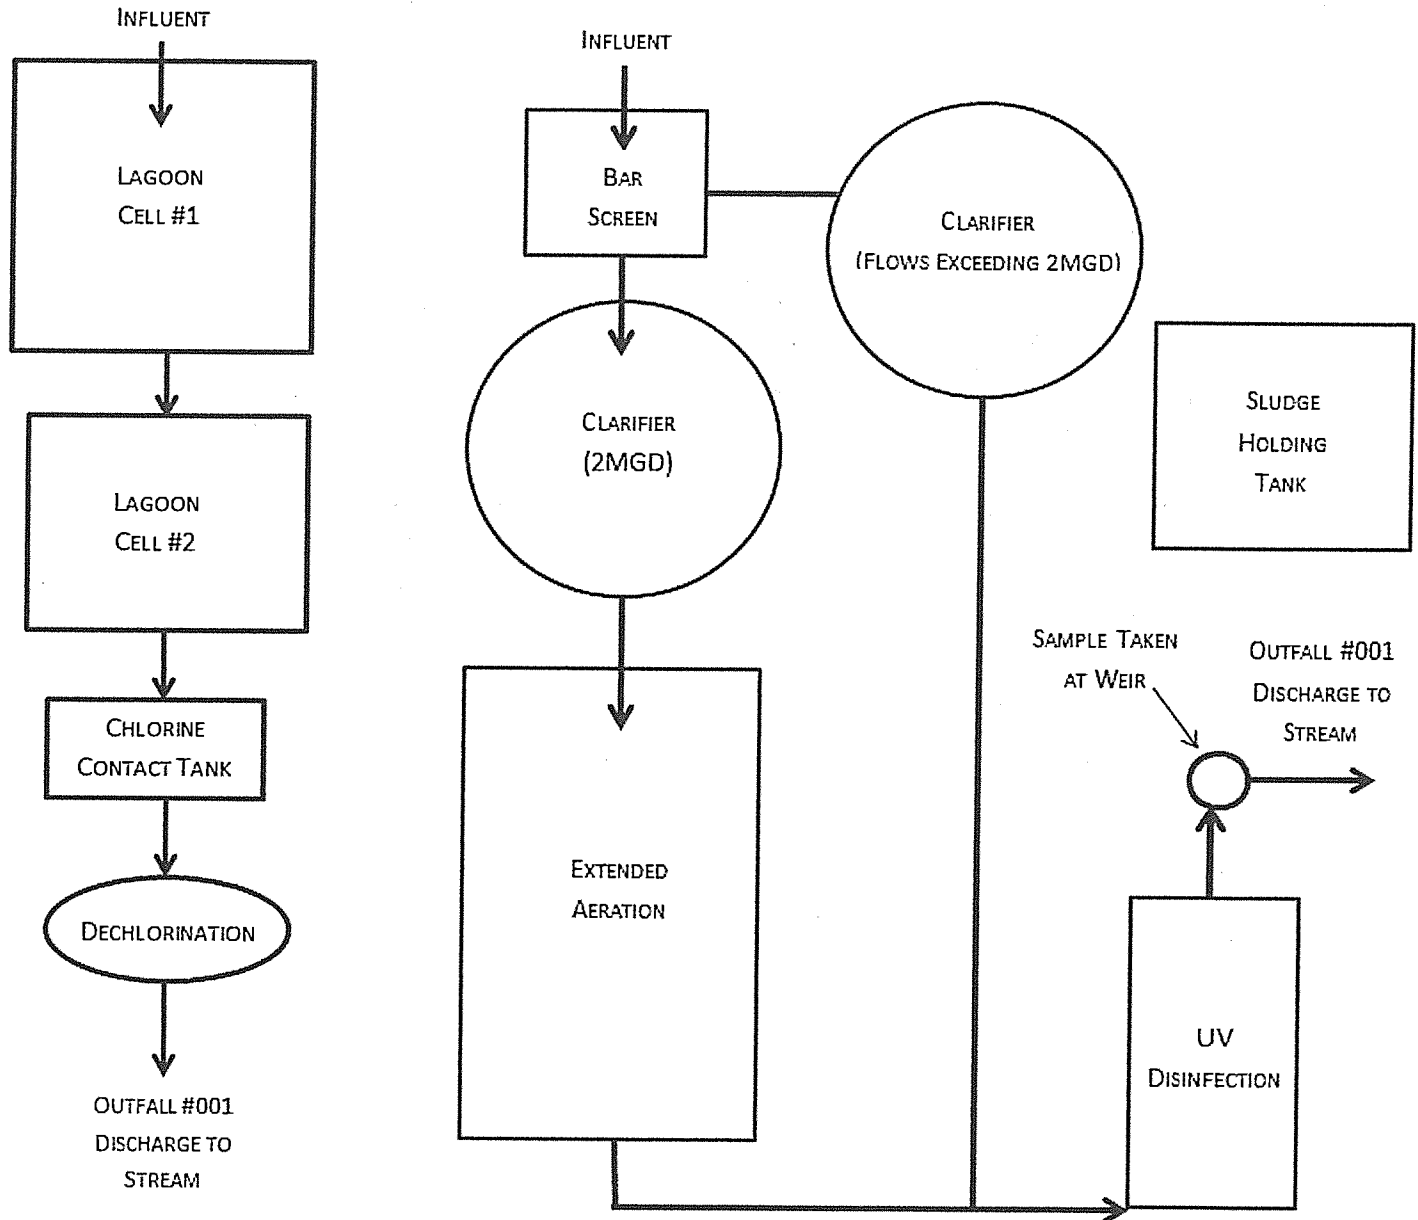 INFLUENT
LAGOON
CELL #1
LAGOON
CELL #2
CHLORINE
CONTACT TANK
DECHLORINATION
OUTFALL #001
DISCHARGE TO
STREAM
INFLUENT
BAR
SCREEN
CLARIFIER
(FLOWS EXCEEDING 2MGD)
CLARIFIER
(2MGD)
EXTENDED
AERATION
SLUDGE
HOLDING
TANK
SAMPLE TAKEN
AT WEIR
OUTFALL #001
DISCHARGE TO
STREAM
UV
DISINFECTION